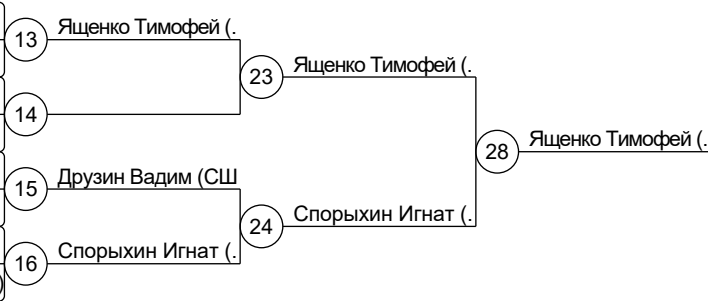 13 Ященко Тимофей (.
23 Ященко Тимофей (.
14
28 Ященко Тимофей (.
15 Друзин Вадим (СШ
24 Спорыхин Игнат (.
16 Спорыхин Игнат (.
)